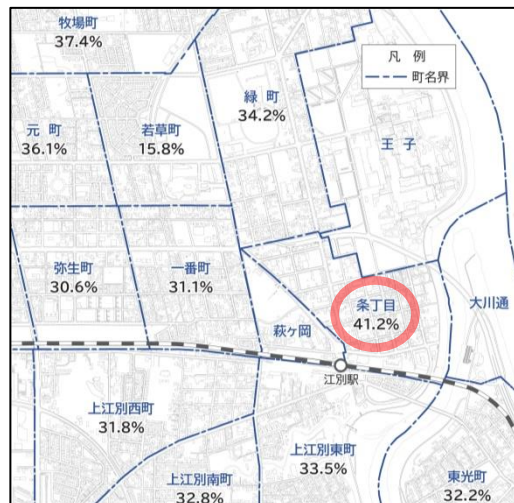 牧場町
37.4%
凡 例
町名界
緑 町
34.2%
元 町
36.1%
若草町
15.8%
王 子
弥生町
30.6%
一番町
31.1%
条丁目
41.2%
大川通
萩ヶ岡
江別駅
上江別西町
31.8%
上江別東町
33.5%
上江別南町
32.8%
東光町
32.2%